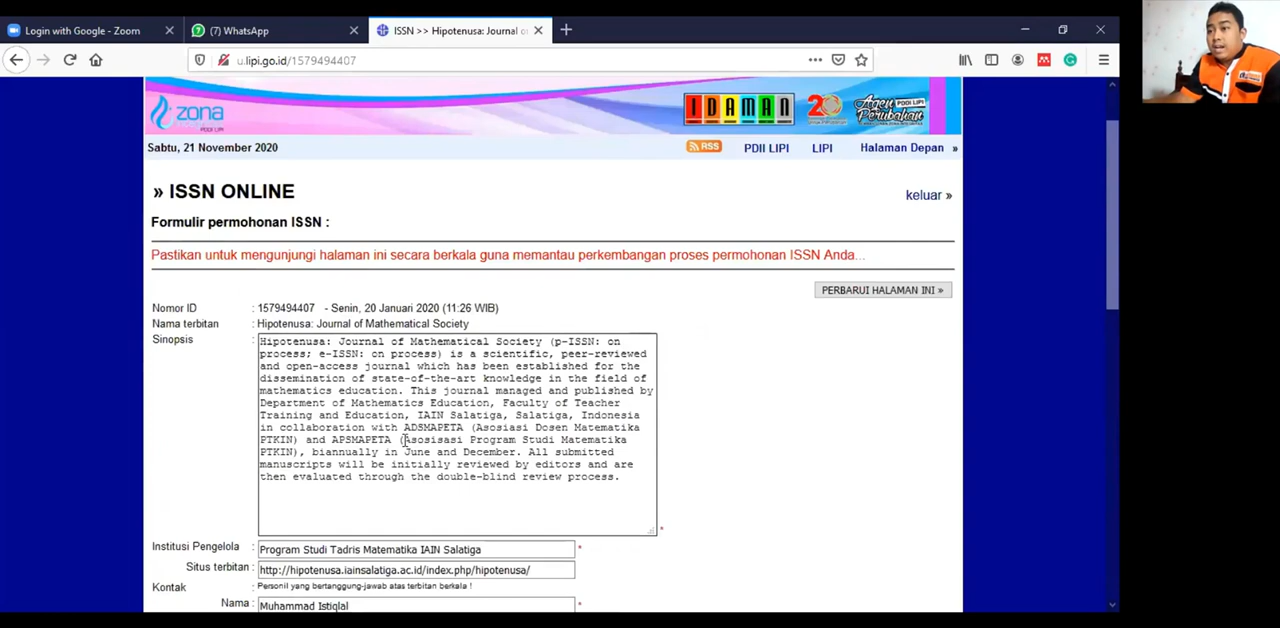 Login with Google - Zoom
(7) WhatsApp
ISSN >> Hipotenusa: Journal o
u.lipi.go.id/1579494407
zona
PDII LIPI
IDAMAN
20
Agen Perubahan
PDDI LIPI
Sabtu, 21 November 2020
RSS
PDII LIPI
LIPI
Halaman Depan »
» ISSN ONLINE
keluar »
Formulir permohonan ISSN :
Pastikan untuk mengunjungi halaman ini secara berkala guna memantau perkembangan proses permohonan ISSN Anda...
PERBARUI HALAMAN INI »
Nomor ID : 1579494407 - Senin, 20 Januari 2020 (11:26 WIB)
Nama terbitan : Hipotenusa: Journal of Mathematical Society
Sinopsis :
Hipotenusa: Journal of Mathematical Society (p-ISSN: on
process; e-ISSN: on process) is a scientific, peer-reviewed
and open-access journal which has been established for the
dissemination of state-of-the-art knowledge in the field of
mathematics education. This journal managed and published by
Department of Mathematics Education, Faculty of Teacher
Training and Education, IAIN Salatiga, Salatiga, Indonesia
in collaboration with ADSMAPETA (Asosiasi Dosen Matematika
PTKIN) and APSMAPETA (Asosisasi Program Studi Matematika
PTKIN), biannually in June and December. All submitted
manuscripts will be initially reviewed by editors and are
then evaluated through the double-blind review process.
*
Institusi Pengelola : Program Studi Tadris Matematika IAIN Salatiga *
Situs terbitan : http://hipotenusa.iainsalatiga.ac.id/index.php/hipotenusa/
Kontak : Personil yang bertanggung-jawab atas terbitan berkala !
Nama : Muhammad Istiqlal *